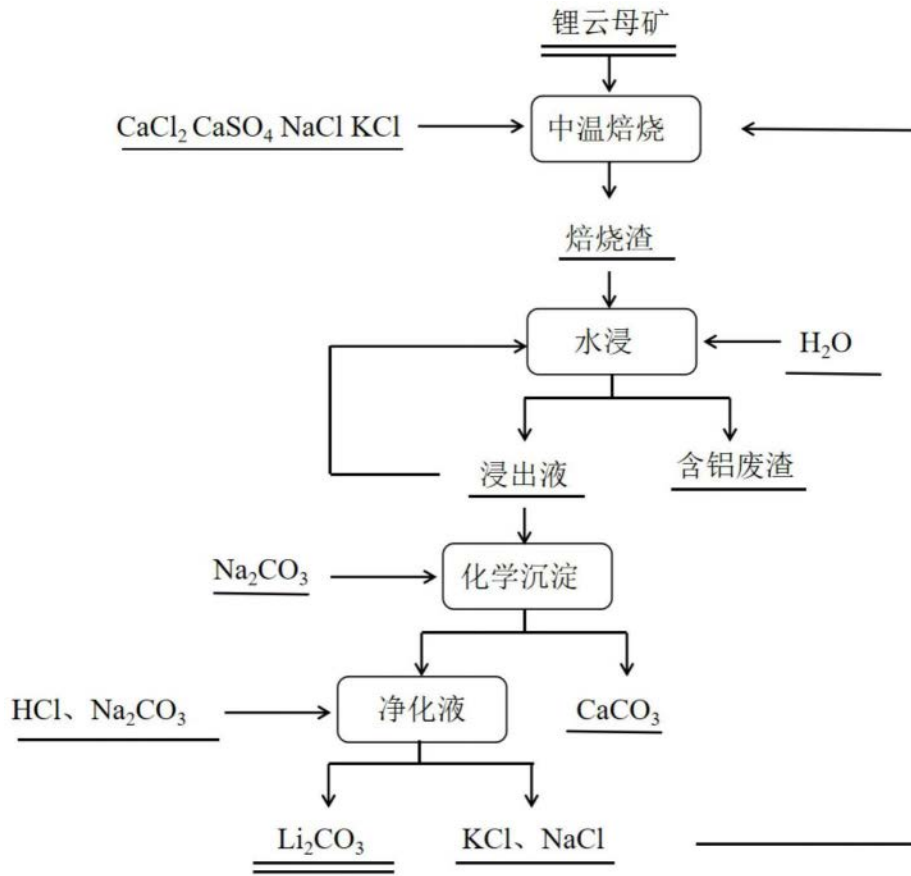 锂云母矿
CaCl₂ CaSO₄ NaCl KCl
中温焙烧
焙烧渣
水浸
H₂O
浸出液
含铝废渣
Na₂CO₃
化学沉淀
HCl、Na₂CO₃
净化液
CaCO₃
Li₂CO₃
KCl、NaCl